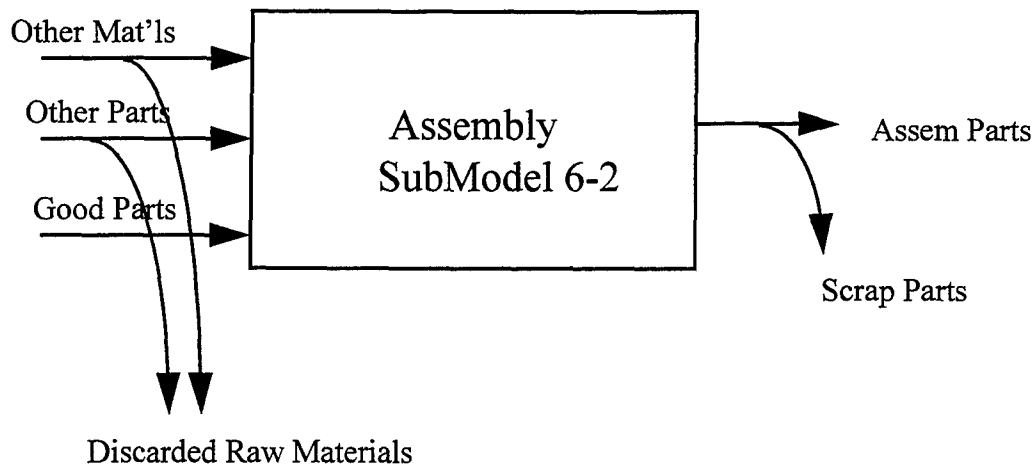 Other Mat'ls
Other Parts
Good Parts
Assembly
SubModel 6-2
Assem Parts
Scrap Parts
Discarded Raw Materials